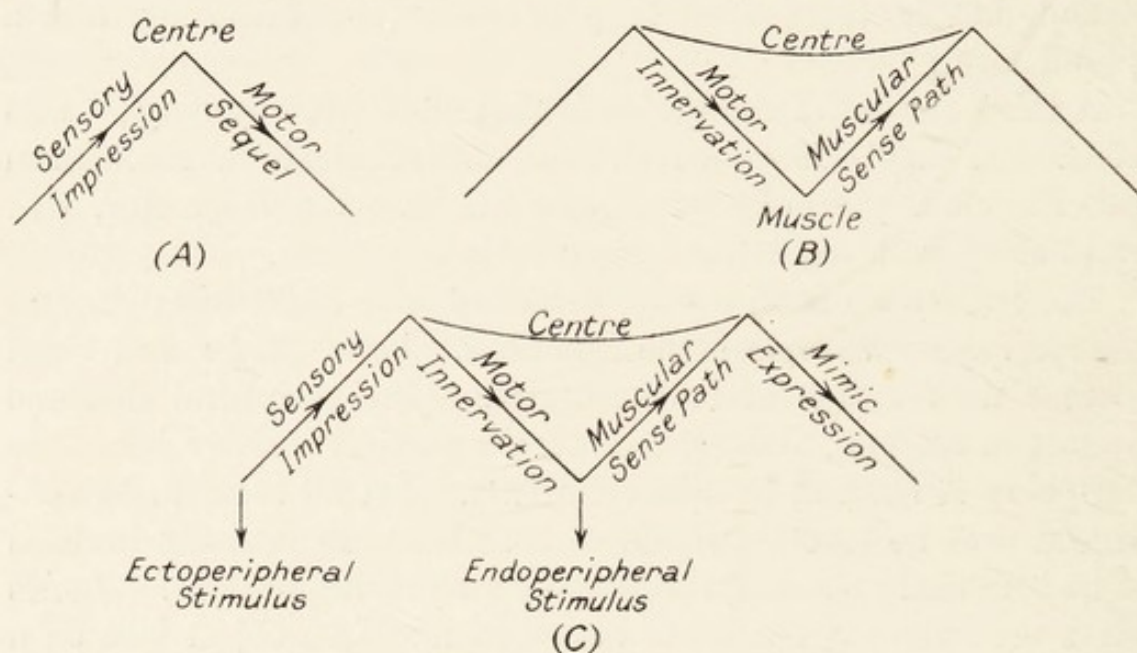 Centre
Sensory
Impression
Motor
Sequel
(A)
Centre
Motor
Innervation
Muscular
Sense Path
Muscle
(B)
Centre
Sensory
Impression
Motor
Innervation
Muscular
Sense Path
Mimic
Expression
Ectoperipheral
Stimulus
Endoperipheral
Stimulus
(C)